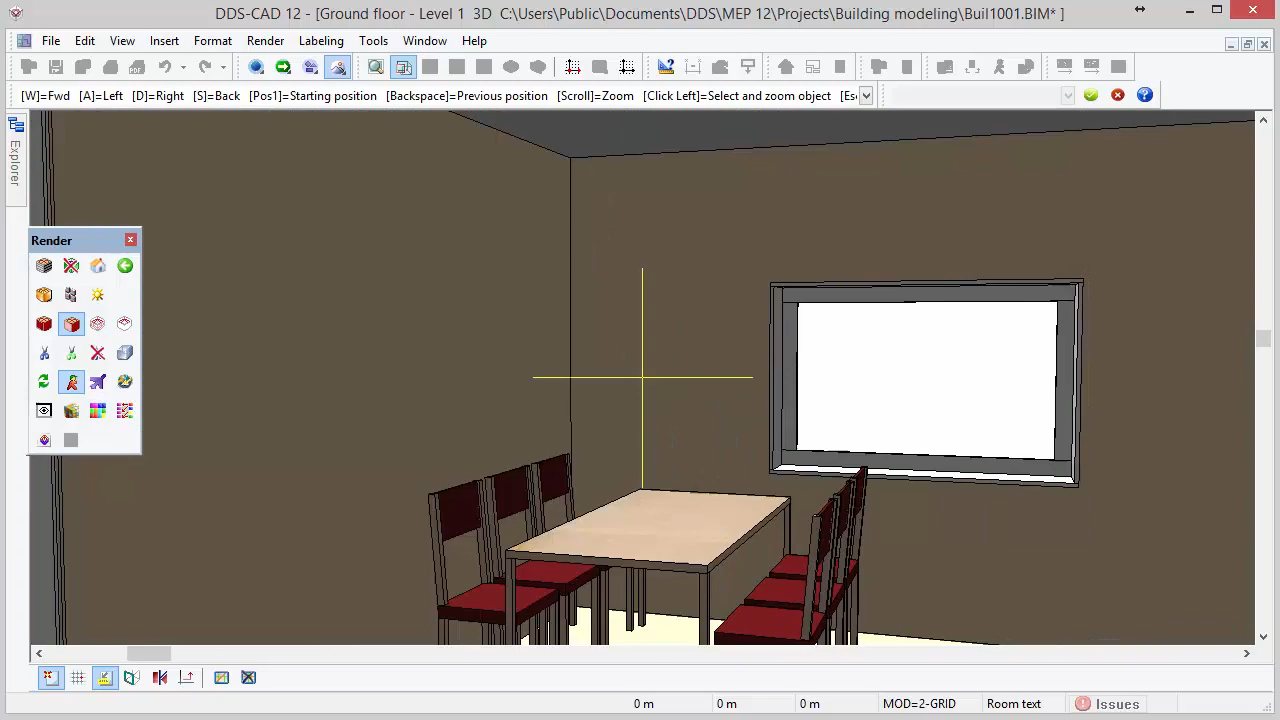 DDS-CAD 12 - [Ground floor - Level 1  3D  C:\Users\Public\Documents\DDS\MEP 12\Projects\Building modeling\Buil1001.BIM* ]
File Edit View Insert Format Render Labeling Tools Window Help
[W]=Fwd [A]=Left [D]=Right [S]=Back [Pos1]=Starting position [Backspace]=Previous position [Scroll]=Zoom [Click Left]=Select and zoom object [Es
Explorer
Render
0 m 0 m 0 m MOD=2-GRID Room text Issues